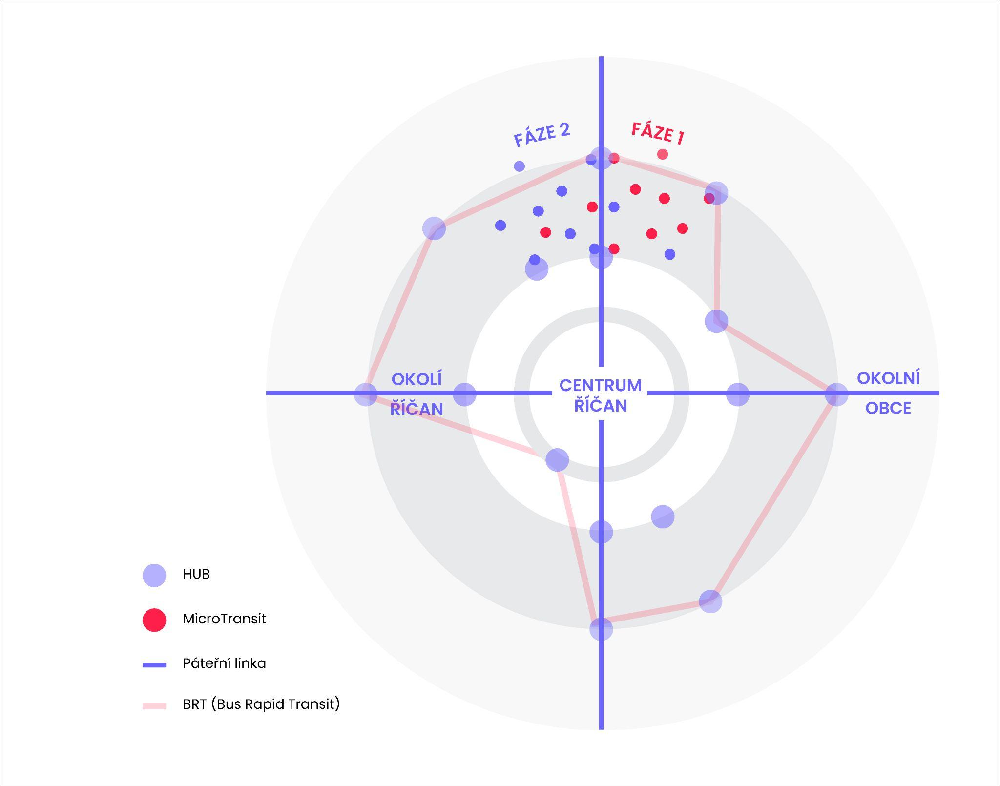 FÁZE 2
FÁZE 1
OKOLÍ
ŘÍČAN
CENTRUM
ŘÍČAN
OKOLNÍ
OBCE
HUB
MicroTransit
Páteřní linka
BRT (Bus Rapid Transit)